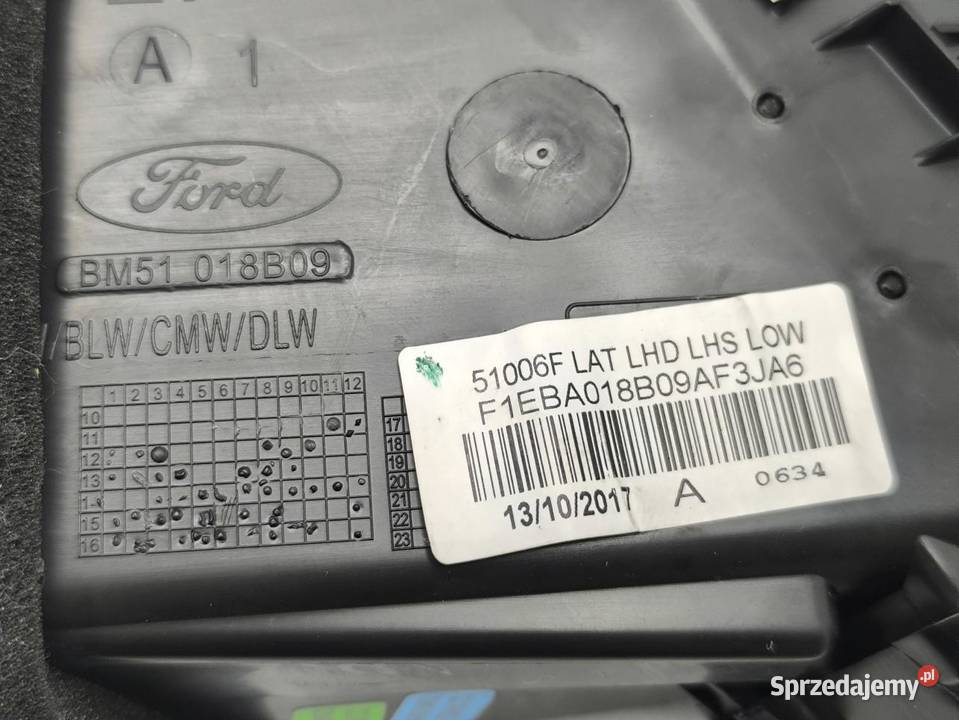 A 1
Ford
BM51 018B09
/BLW/CMW/DLW
1 2 3 4 5 6 7 8 9 10 11 12
10
11
12
13
15
16
17
18
19
20
21
22
23
51006F LAT LHD LHS LOW
F1EBA018B09AF3JA6
13/10/2017 A 0634
Sprzedajemy.pl